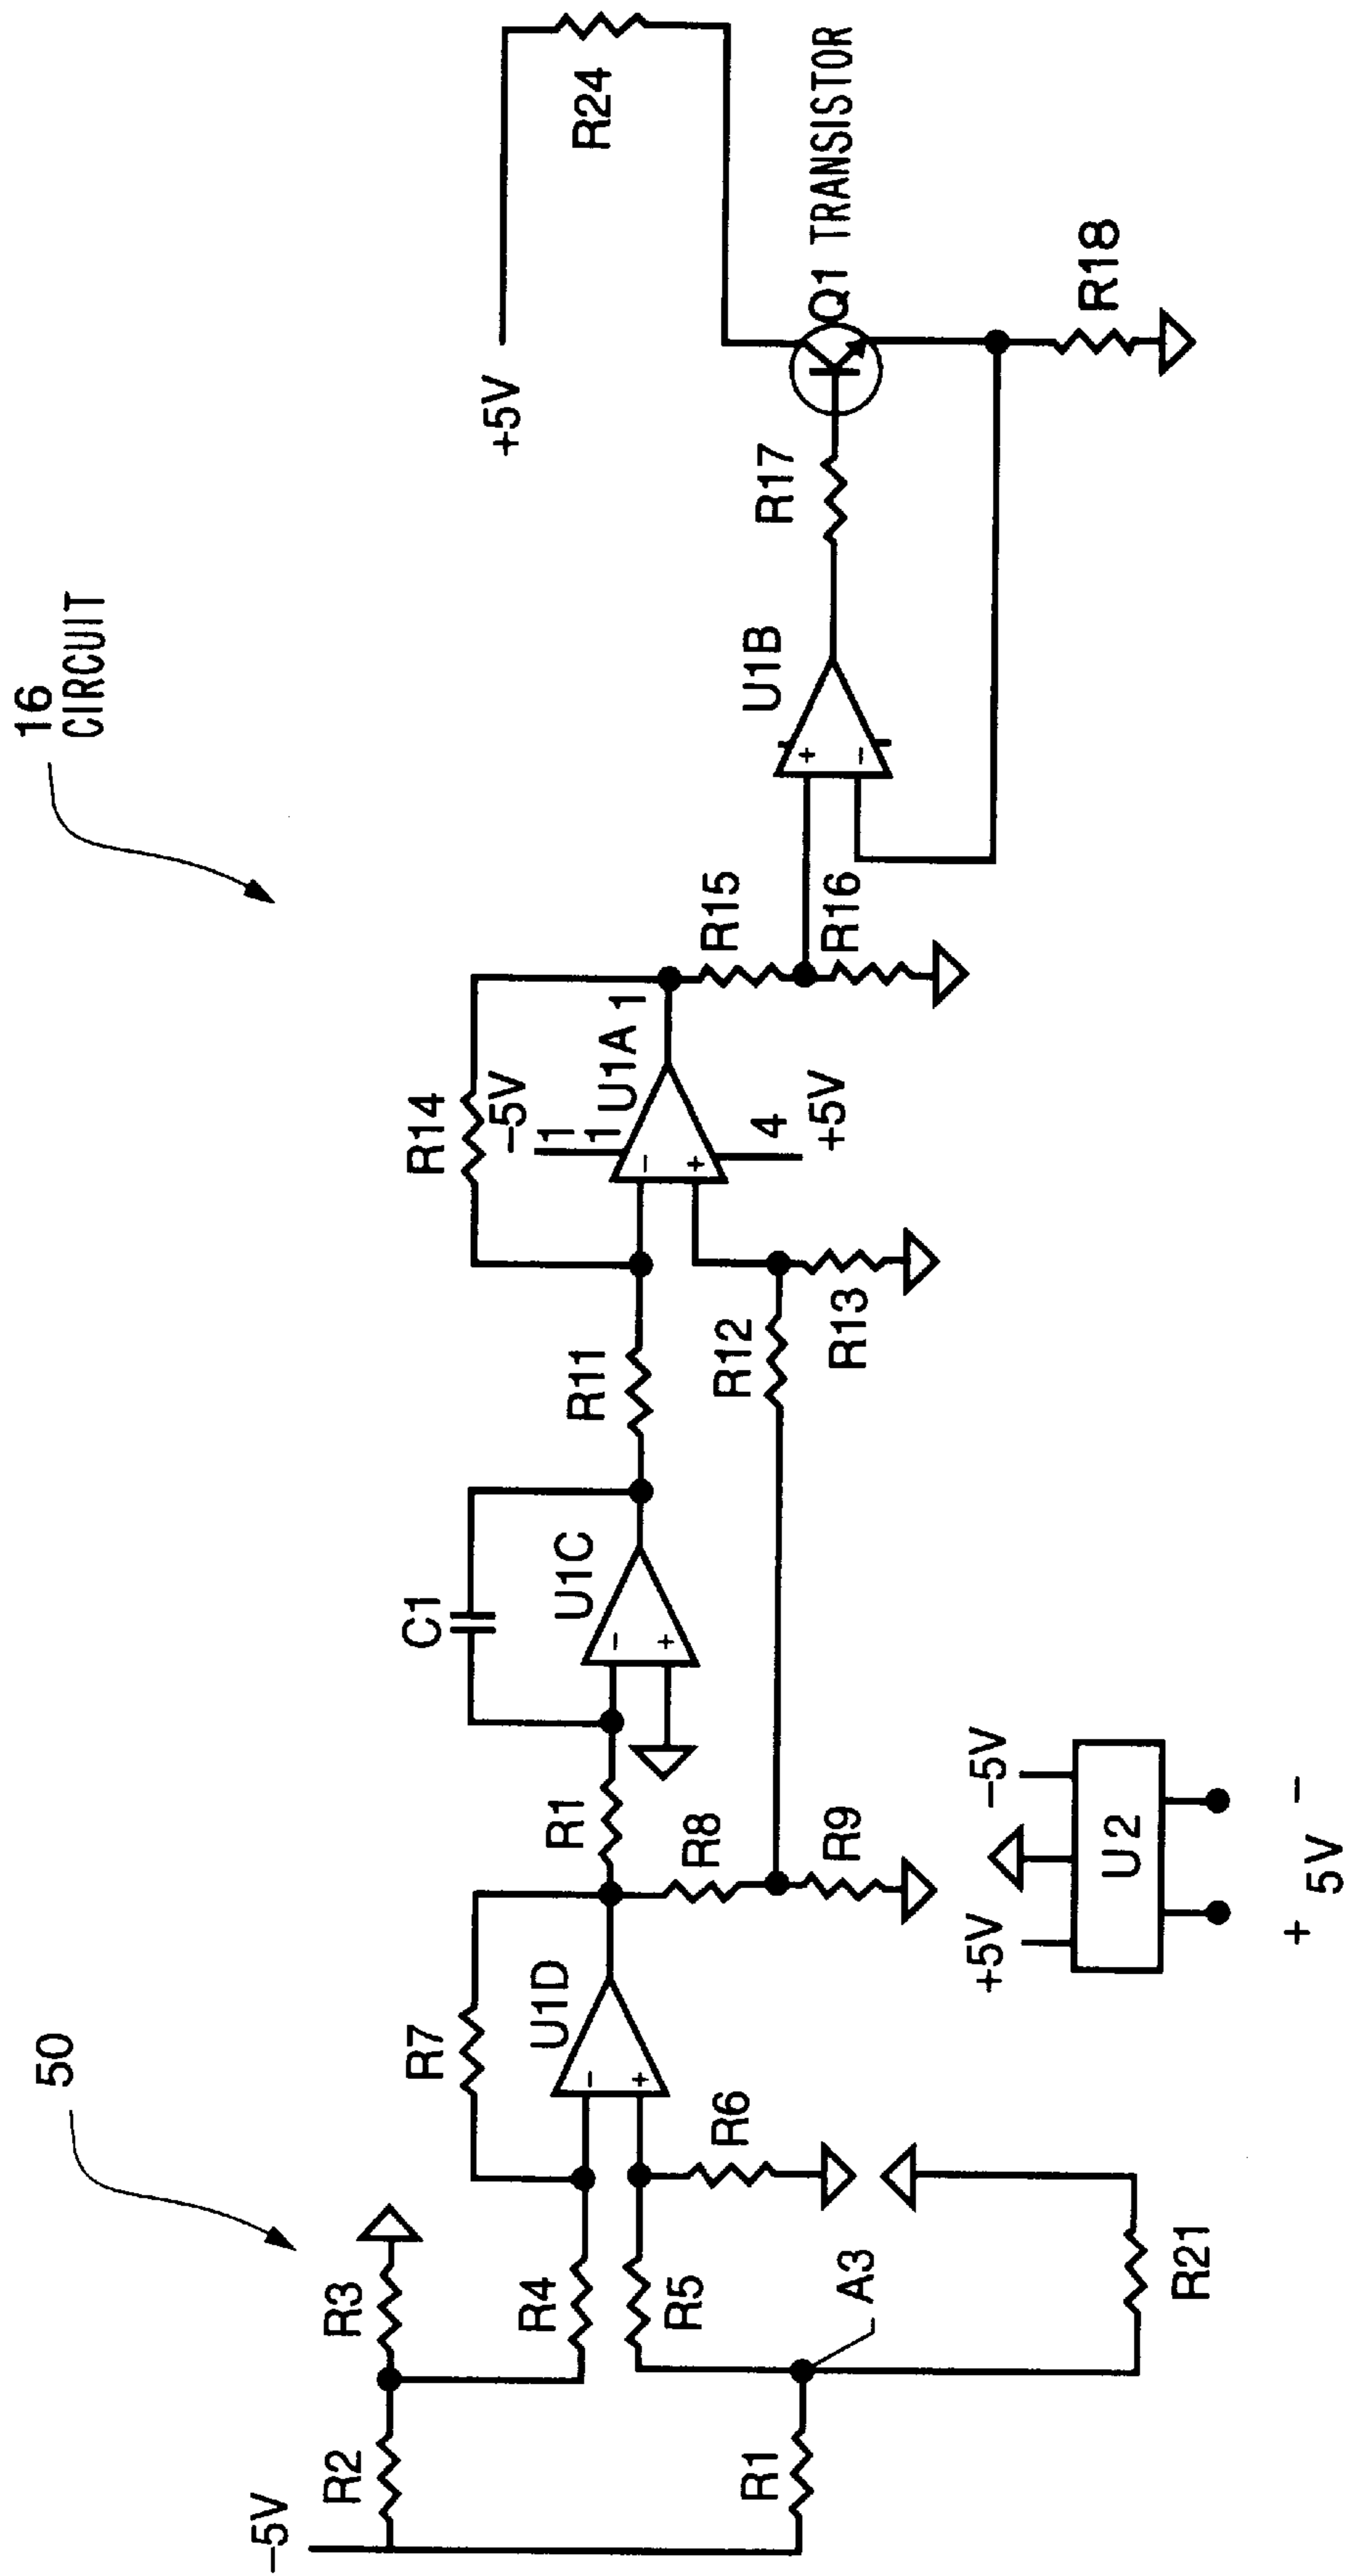 16
CIRCUIT
50
-5V
R2
R3
R4
R7
U1D
-
+
R5
R6
R1
A3
R21
R1
R8
R9
C1
U1C
-
+
R11
R12
R13
R14
-5V
1
1
U1A
1
-
+
4
+5V
R15
R16
U1B
+
-
R17
Q1 TRANSISTOR
+5V
R24
R18
+5V
-5V
U2
+
-
5V